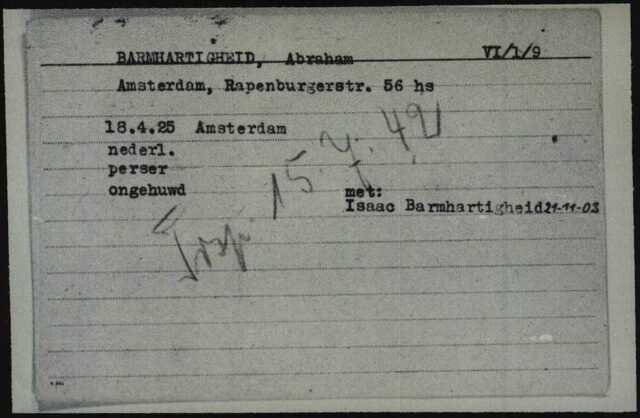 BARMHARTIGHEID, Abraham VI/1/9
Amsterdam, Rapenburgerstr. 56 hs
18.4.25 Amsterdam
nederl.
perser
ongehuwd met:
Isaac Barmhartigheid 21-11-03
Trsp. 15.7.42